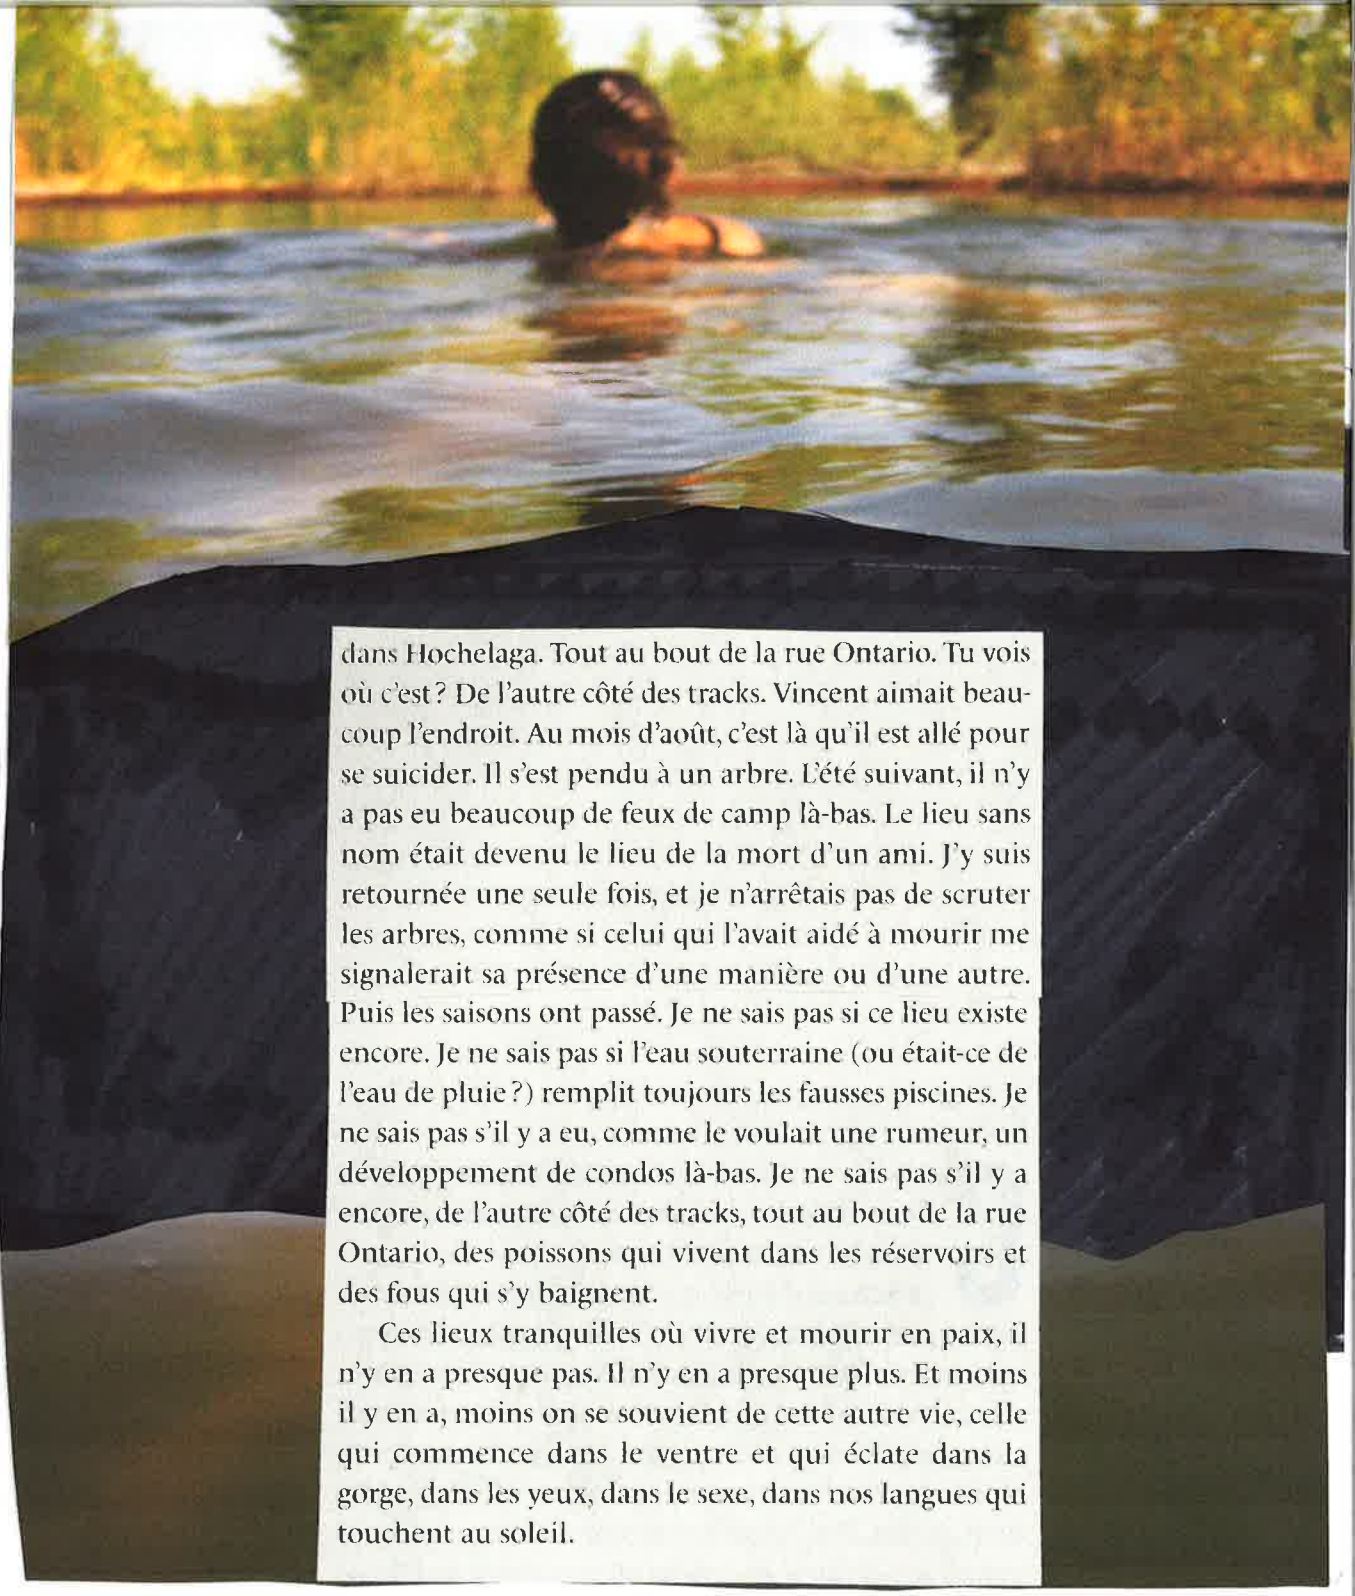 dans Hochelaga. Tout au bout de la rue Ontario. Tu vois
où c'est? De l'autre côté des tracks. Vincent aimait beau-
coup l'endroit. Au mois d'août, c'est là qu'il est allé pour
se suicider. Il s'est pendu à un arbre. L'été suivant, il n'y
a pas eu beaucoup de feux de camp là-bas. Le lieu sans
nom était devenu le lieu de la mort d'un ami. J'y suis
retournée une seule fois, et je n'arrêtais pas de scruter
les arbres, comme si celui qui l'avait aidé à mourir me
signalerait sa présence d'une manière ou d'une autre.
Puis les saisons ont passé. Je ne sais pas si ce lieu existe
encore. Je ne sais pas si l'eau souterraine (ou était-ce de
l'eau de pluie?) remplit toujours les fausses piscines. Je
ne sais pas s'il y a eu, comme le voulait une rumeur, un
développement de condos là-bas. Je ne sais pas s'il y a
encore, de l'autre côté des tracks, tout au bout de la rue
Ontario, des poissons qui vivent dans les réservoirs et
des fous qui s'y baignent.
Ces lieux tranquilles où vivre et mourir en paix, il
n'y en a presque pas. Il n'y en a presque plus. Et moins
il y en a, moins on se souvient de cette autre vie, celle
qui commence dans le ventre et qui éclate dans la
gorge, dans les yeux, dans le sexe, dans nos langues qui
touchent au soleil.